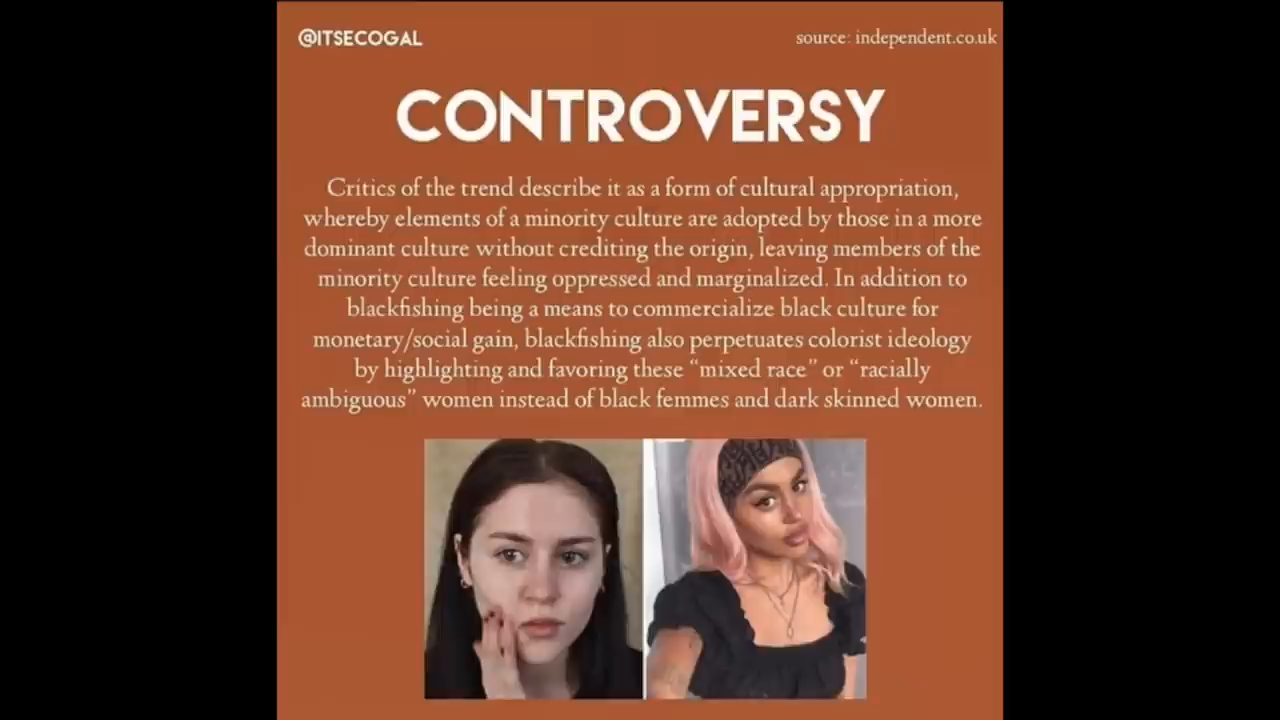 @ITSECOGAL
source: independent.co.uk
CONTROVERSY
Critics of the trend describe it as a form of cultural appropriation,
whereby elements of a minority culture are adopted by those in a more
dominant culture without crediting the origin, leaving members of the
minority culture feeling oppressed and marginalized. In addition to
blackfishing being a means to commercialize black culture for
monetary/social gain, blackfishing also perpetuates colorist ideology
by highlighting and favoring these “mixed race” or “racially
ambiguous” women instead of black femmes and dark skinned women.